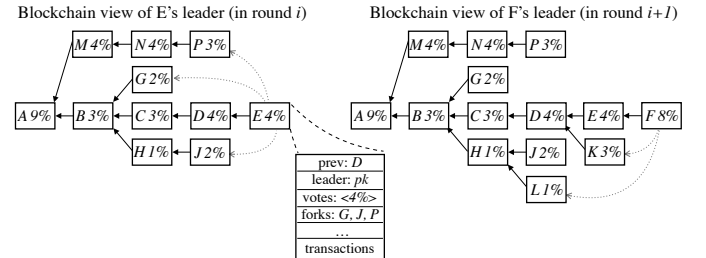 Blockchain view of E's leader (in round i)
Blockchain view of F's leader (in round i+1)
M 4% N 4% P 3%
G 2%
A 9% B 3% C 3% D 4% E 4%
H 1% J 2%
prev: D
leader: pk
votes: <4%>
forks: G, J, P
...
transactions
M 4% N 4% P 3%
G 2%
A 9% B 3% C 3% D 4% E 4% F 8%
H 1% J 2% K 3%
L 1%